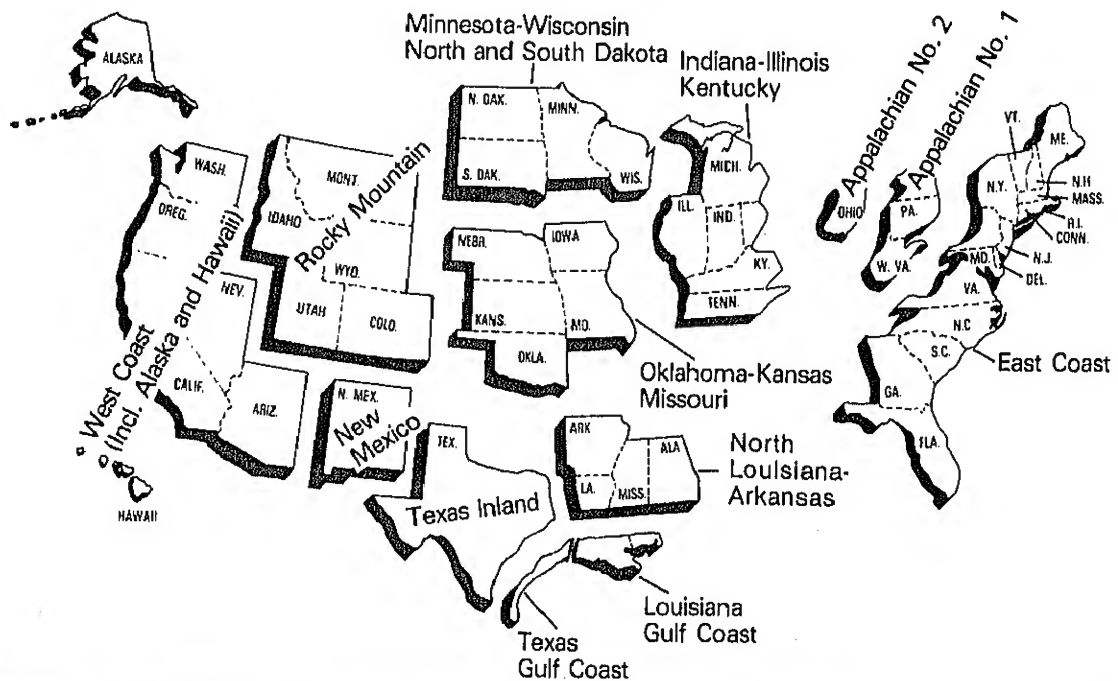 Minnesota-Wisconsin
North and South Dakota
Indiana-Illinois
Kentucky
Appalachian No. 2
Appalachian No. 1
ALASKA
WASH.
OREG.
NEV.
CALIF.
ARIZ.
West Coast
(Incl. Alaska and Hawaii)
HAWAII
MONT.
IDAHO
WYO.
UTAH
COLO.
Rocky Mountain
N. MEX.
New
Mexico
N. DAK.
MINN.
S. DAK.
WIS.
NEBR.
IOWA
KANS.
MO.
OKLA.
Oklahoma-Kansas
Missouri
MICH.
ILL.
IND.
KY.
TENN.
OHIO
PA.
W. VA.
VT.
ME.
N.Y.
N.H
MASS.
R.I.
CONN.
N.J.
MD.
DEL.
VA.
N.C
S.C.
East Coast
GA.
FLA.
TEX.
Texas Inland
ARK
ALA
LA.
MISS.
North
Louisiana-
Arkansas
Louisiana
Gulf Coast
Texas
Gulf Coast